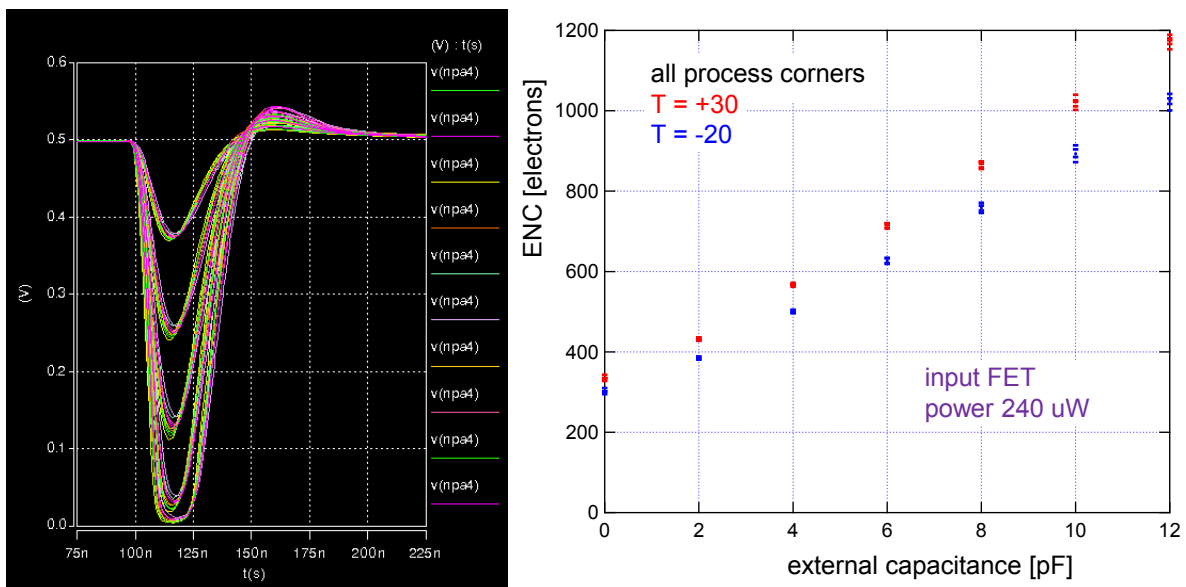 (V) : t(s)
v(npa4)
v(npa4)
v(npa4)
v(npa4)
v(npa4)
v(npa4)
v(npa4)
v(npa4)
v(npa4)
v(npa4)
0.6
0.5
0.4
0.3
0.2
0.1
0.0
(V)
75n 100n 125n 150n 175n 200n 225n
t(s)
1200
1000
800
600
400
200
0
ENC [electrons]
all process corners
T = +30
T = -20
input FET
power 240 uW
0 2 4 6 8 10 12
external capacitance [pF]